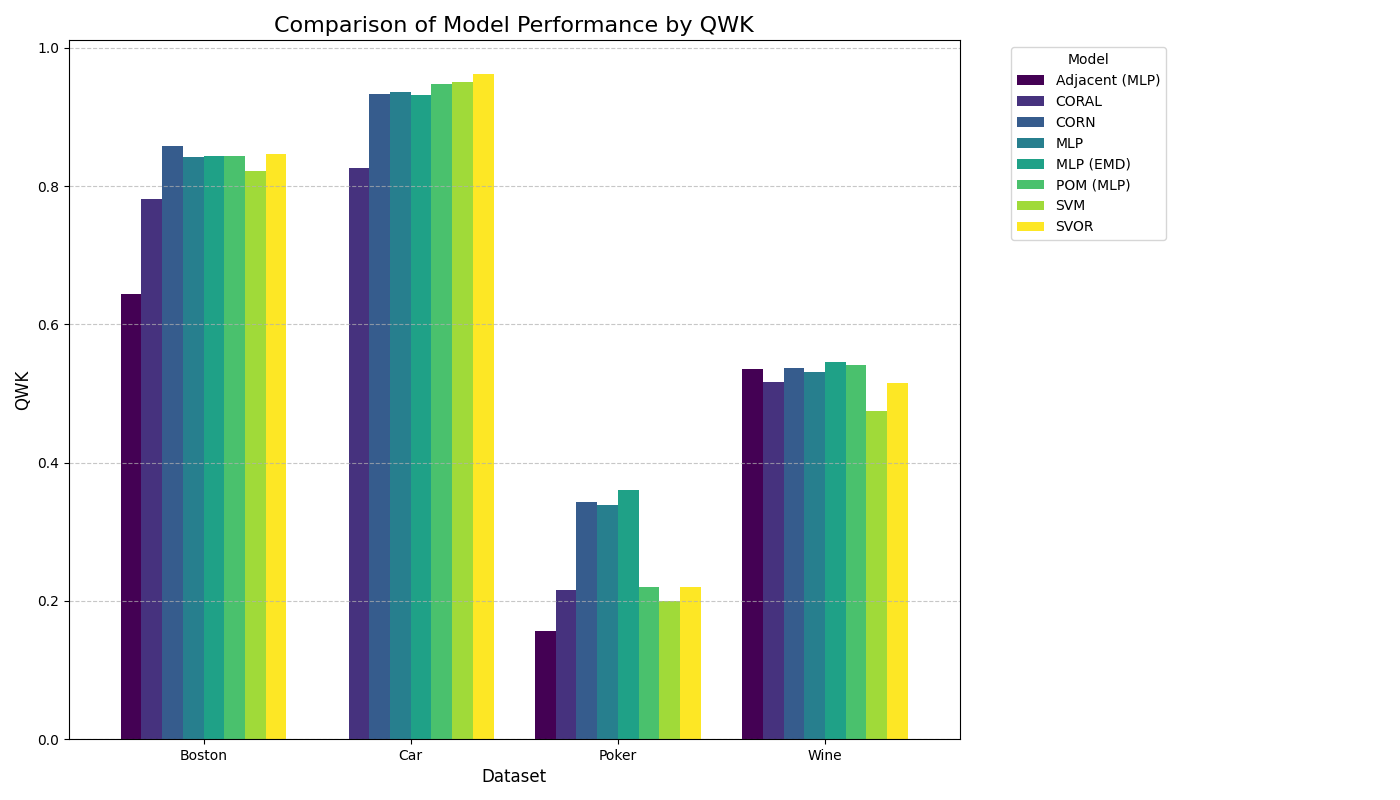 Comparison of Model Performance by QWK
1.0
0.8
0.6
0.4
0.2
0.0
QWK
Boston
Car
Poker
Wine
Dataset
Model
Adjacent (MLP)
CORAL
CORN
MLP
MLP (EMD)
POM (MLP)
SVM
SVOR